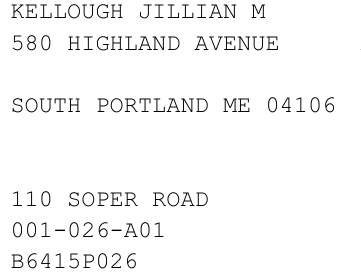 KELLOUGH JILLIAN M
580 HIGHLAND AVENUE
SOUTH PORTLAND ME 04106
110 SOPER ROAD
001-026-A01
B6415P026